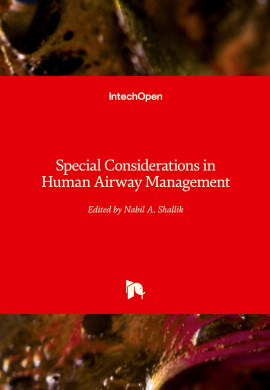 IntechOpen
Special Considerations in
Human Airway Management
Edited by Nabil A. Shallik